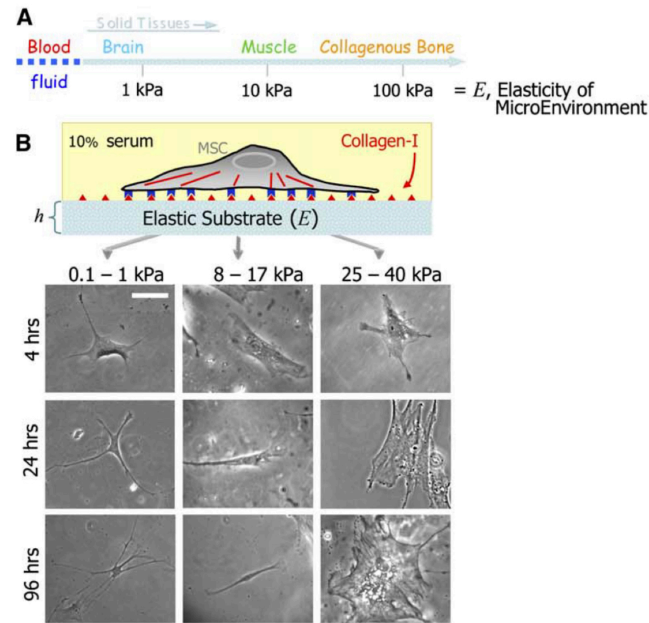 A
Solid Tissues
Blood Brain Muscle Collagenous Bone
fluid
1 kPa 10 kPa 100 kPa = E, Elasticity of
MicroEnvironment
B
10% serum MSC Collagen-I
h Elastic Substrate (E)
0.1 – 1 kPa 8 – 17 kPa 25 – 40 kPa
4 hrs
24 hrs
96 hrs